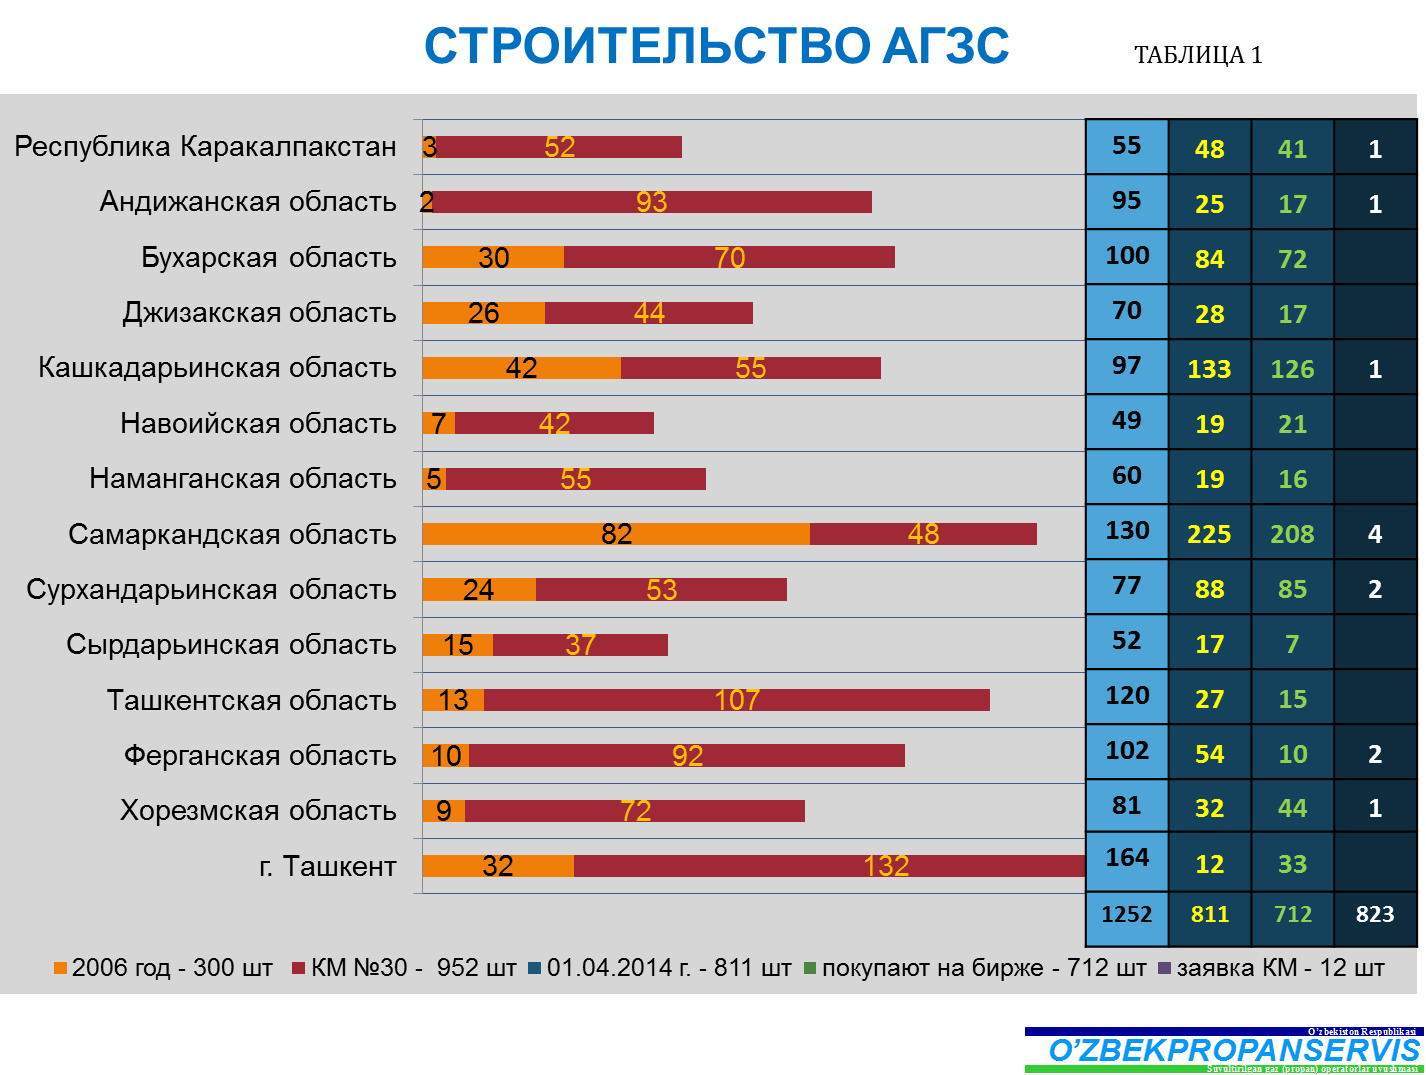 СТРОИТЕЛЬСТВО АГЗС
ТАБЛИЦА 1
Республика Каракалпакстан 3 52 55 48 41 1
Андижанская область 2 93 95 25 17 1
Бухарская область 30 70 100 84 72
Джизакская область 26 44 70 28 17
Кашкадарьинская область 42 55 97 133 126 1
Навоийская область 7 42 49 19 21
Наманганская область 5 55 60 19 16
Самаркандская область 82 48 130 225 208 4
Сурхандарьинская область 24 53 77 88 85 2
Сырдарьинская область 15 37 52 17 7
Ташкентская область 13 107 120 27 15
Ферганская область 10 92 102 54 10 2
Хорезмская область 9 72 81 32 44 1
г. Ташкент 32 132 164 12 33
1252 811 712 823
2006 год - 300 шт КМ №30 - 952 шт 01.04.2014 г. - 811 шт покупают на бирже - 712 шт заявка КМ - 12 шт
O'zbekiston Respublikasi
O’ZBEKPROPANSERVIS
Suyultirilgan gaz (propan) operatorlar uyushmasi